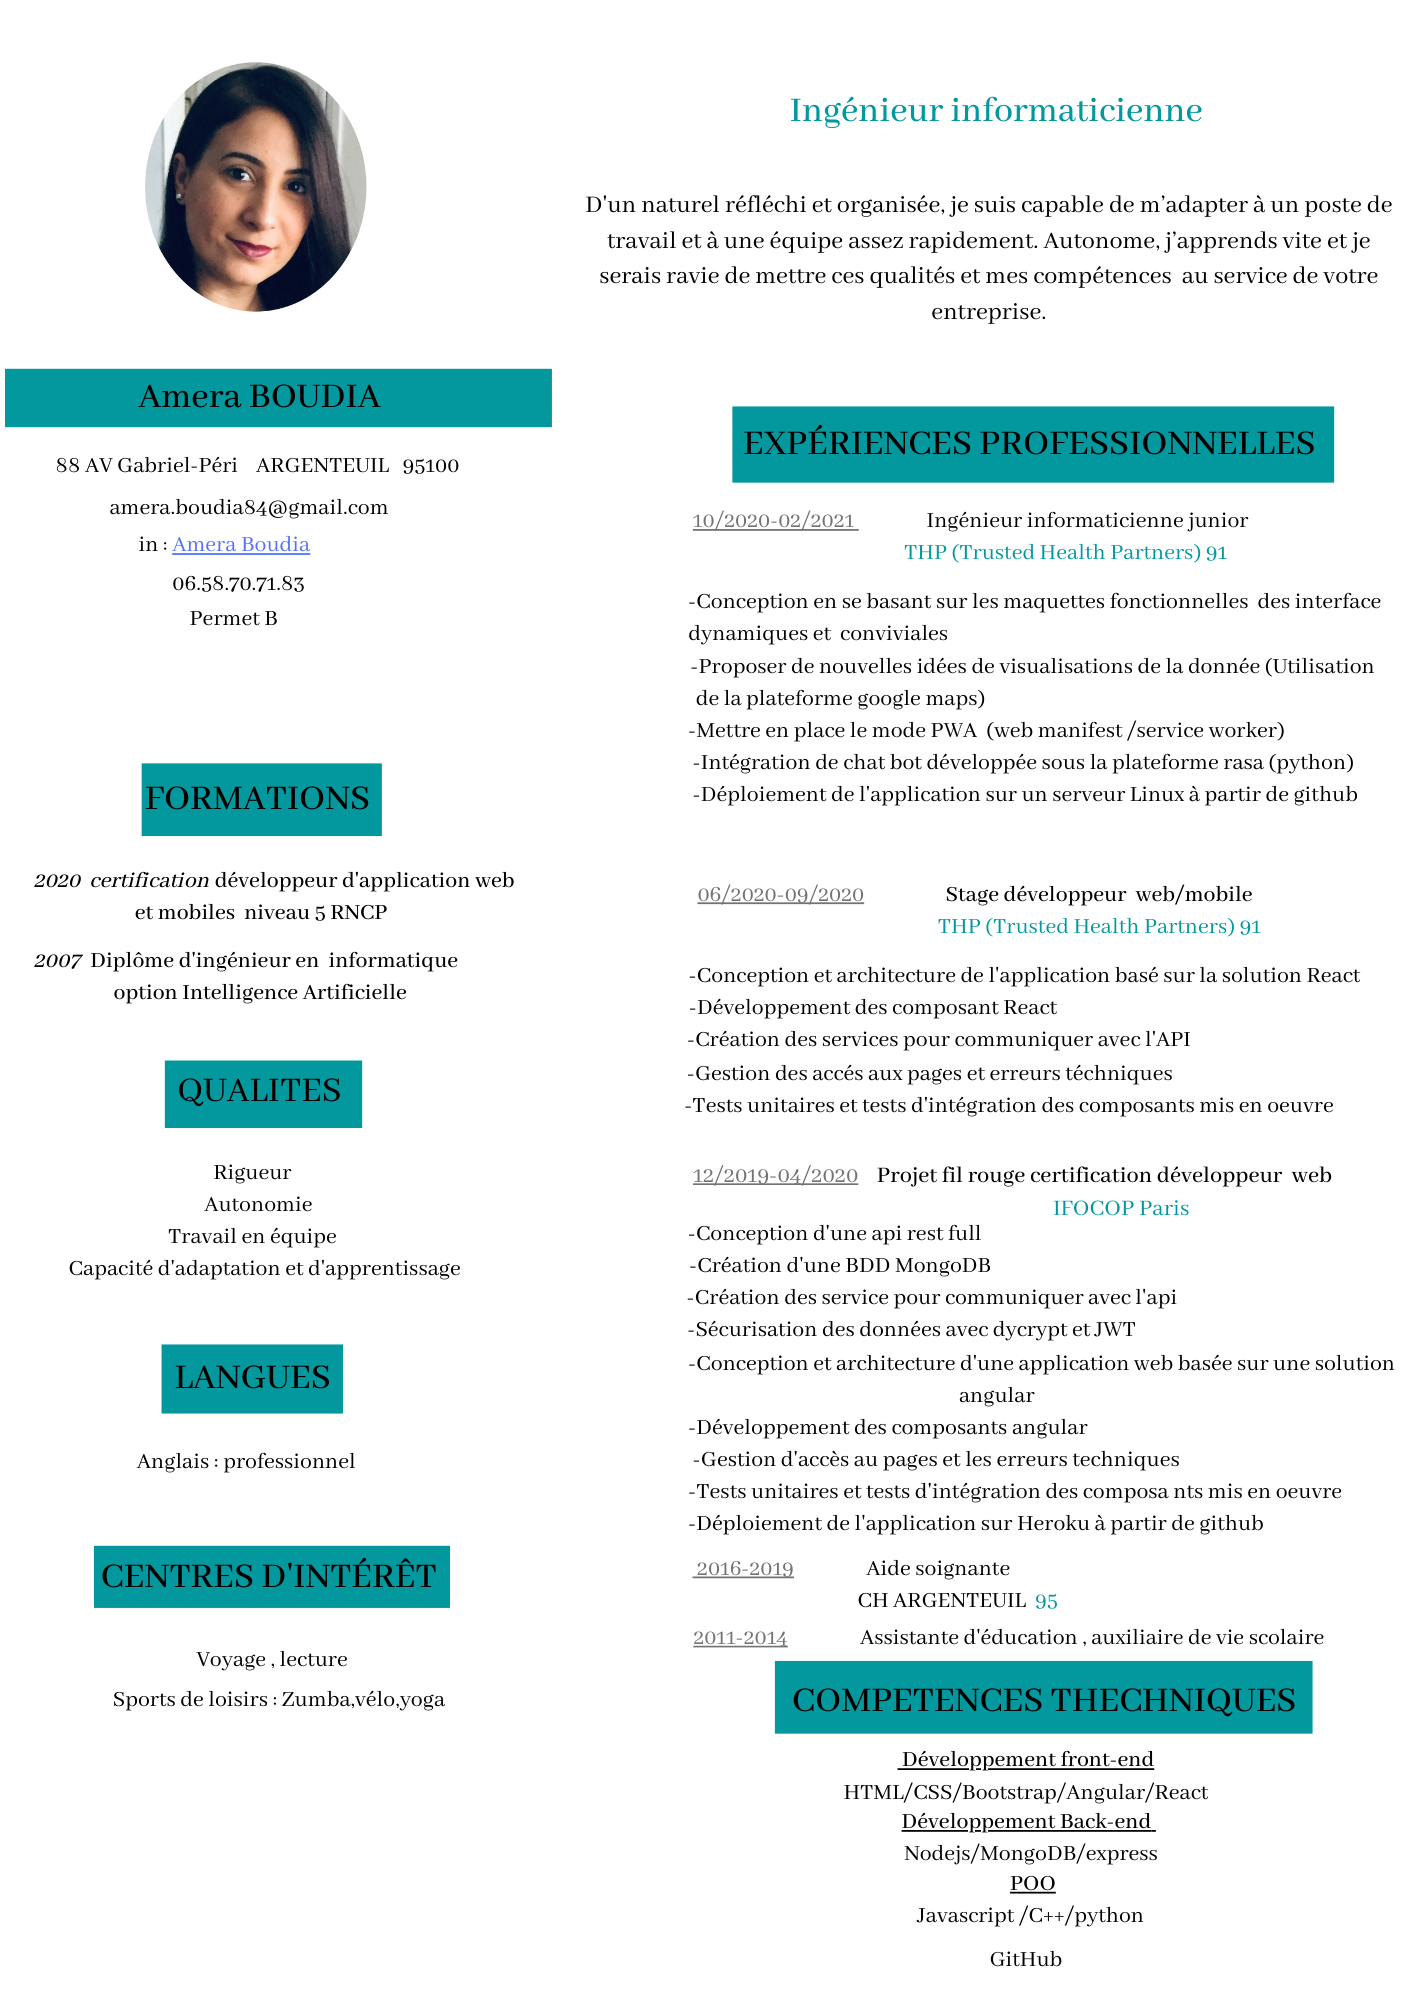 Amera BOUDIA
88 AV Gabriel-Péri ARGENTEUIL 95100
amera.boudia84@gmail.com
in : Amera Boudia
06.58.70.71.83
Permet B
FORMATIONS
2020 certification développeur d'application web
et mobiles niveau 5 RNCP
2007 Diplôme d'ingénieur en informatique
option Intelligence Artificielle
QUALITES
Rigueur
Autonomie
Travail en équipe
Capacité d'adaptation et d'apprentissage
LANGUES
Anglais : professionnel
CENTRES D'INTÉRÊT
Voyage , lecture
Sports de loisirs : Zumba,vélo,yoga
Ingénieur informaticienne
D'un naturel réfléchi et organisée, je suis capable de m’adapter à un poste de
travail et à une équipe assez rapidement. Autonome, j’apprends vite et je
serais ravie de mettre ces qualités et mes compétences au service de votre
entreprise.
EXPÉRIENCES PROFESSIONNELLES
10/2020-02/2021 Ingénieur informaticienne junior
THP (Trusted Health Partners) 91
-Conception en se basant sur les maquettes fonctionnelles des interface
dynamiques et conviviales
-Proposer de nouvelles idées de visualisations de la donnée (Utilisation
de la plateforme google maps)
-Mettre en place le mode PWA (web manifest /service worker)
-Intégration de chat bot développée sous la plateforme rasa (python)
-Déploiement de l'application sur un serveur Linux à partir de github
06/2020-09/2020 Stage développeur web/mobile
THP (Trusted Health Partners) 91
-Conception et architecture de l'application basé sur la solution React
-Développement des composant React
-Création des services pour communiquer avec l'API
-Gestion des accés aux pages et erreurs téchniques
-Tests unitaires et tests d'intégration des composants mis en oeuvre
12/2019-04/2020 Projet fil rouge certification développeur web
IFOCOP Paris
-Conception d'une api rest full
-Création d'une BDD MongoDB
-Création des service pour communiquer avec l'api
-Sécurisation des données avec dycrypt et JWT
-Conception et architecture d'une application web basée sur une solution
angular
-Développement des composants angular
-Gestion d'accès au pages et les erreurs techniques
-Tests unitaires et tests d'intégration des composa nts mis en oeuvre
-Déploiement de l'application sur Heroku à partir de github
2016-2019 Aide soignante
CH ARGENTEUIL 95
2011-2014 Assistante d'éducation , auxiliaire de vie scolaire
COMPETENCES THECHNIQUES
Développement front-end
HTML/CSS/Bootstrap/Angular/React
Développement Back-end
Nodejs/MongoDB/express
POO
Javascript /C++/python
GitHub